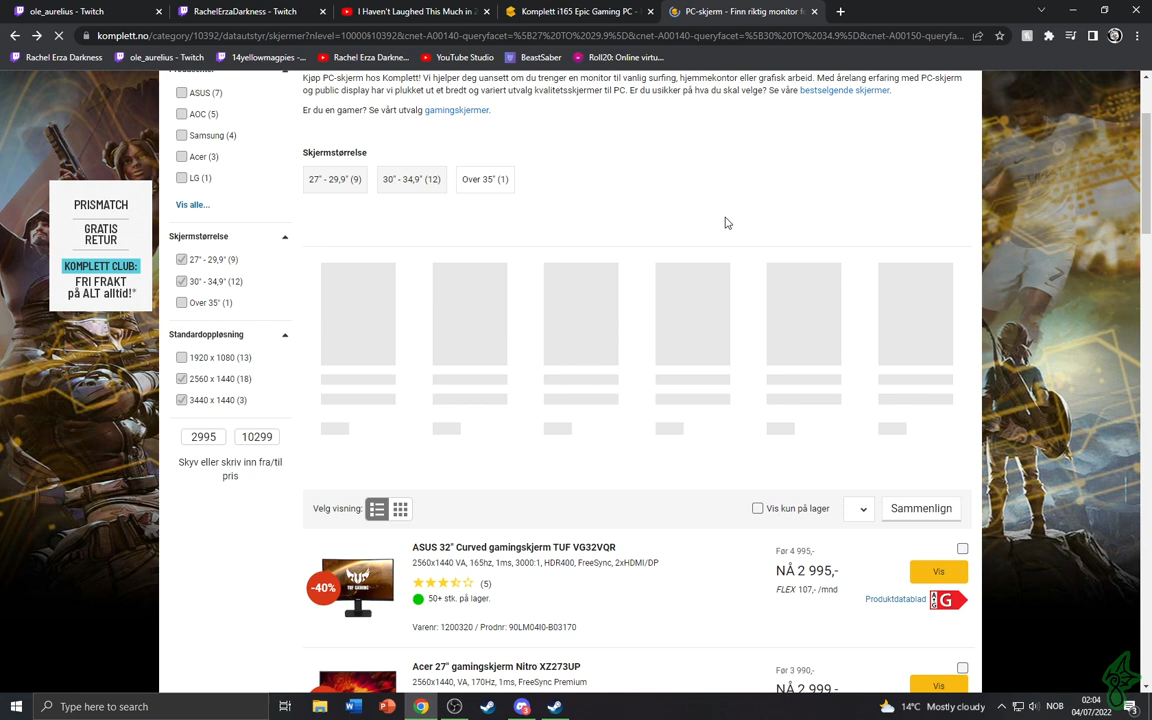 ole_aurelius - Twitch
RachelErzaDarkness - Twitch
I Haven't Laughed This Much in 2
Komplett i165 Epic Gaming PC -
PC-skjerm - Finn riktig monitor fo
komplett.no/category/10392/datautstyr/skjermer?nlevel=10000§10392&cnet-A00140-queryfacet=%5B27%20TO%2029.9%5D&cnet-A00140-queryfacet=%5B30%20TO%2034.9%5D&cnet-A00150-queryfa...
Rachel Erza Darkness
ole_aurelius - Twitch
14yellowmagpies -...
Rachel Erza Darkne...
YouTube Studio
BeastSaber
Roll20: Online virtu...
Kjøp PC-skjerm hos Komplett! Vi hjelper deg uansett om du trenger en monitor til vanlig surfing, hjemmekontor eller grafisk arbeid. Med årelang erfaring med PC-skjerm
og public display har vi plukket ut et bredt og variert utvalg kvalitetsskjermer til PC. Er du usikker på hva du skal velge? Se våre bestselgende skjermer.
Er du en gamer? Se vårt utvalg gamingskjermer.
ASUS (7)
AOC (5)
Samsung (4)
Acer (3)
LG (1)
Vis alle...
Skjermstørrelse
27" - 29,9" (9)
30" - 34,9" (12)
Over 35" (1)
PRISMATCH
GRATIS
RETUR
KOMPLETT CLUB:
FRI FRAKT
på ALT alltid!*
Skjermstørrelse
27" - 29,9" (9)
30" - 34,9" (12)
Over 35" (1)
Standardoppløsning
1920 x 1080 (13)
2560 x 1440 (18)
3440 x 1440 (3)
2995
10299
Skyv eller skriv inn fra/til
pris
Velg visning:
Vis kun på lager
Sammenlign
ASUS 32" Curved gamingskjerm TUF VG32VQR
2560x1440 VA, 165hz, 1ms, 3000:1, HDR400, FreeSync, 2xHDMI/DP
(5)
50+ stk. på lager.
Varenr: 1200320 / Prodnr: 90LM04I0-B03170
-40%
Før 4 995,-
NÅ 2 995,-
FLEX 107,- /mnd
Vis
Produktdatablad
G
Acer 27" gamingskjerm Nitro XZ273UP
2560x1440, VA, 170Hz, 1ms, FreeSync Premium
Før 3 990,-
NÅ 2 999,-
Vis
Type here to search
14°C Mostly cloudy
NOB
02:04
04/07/2022